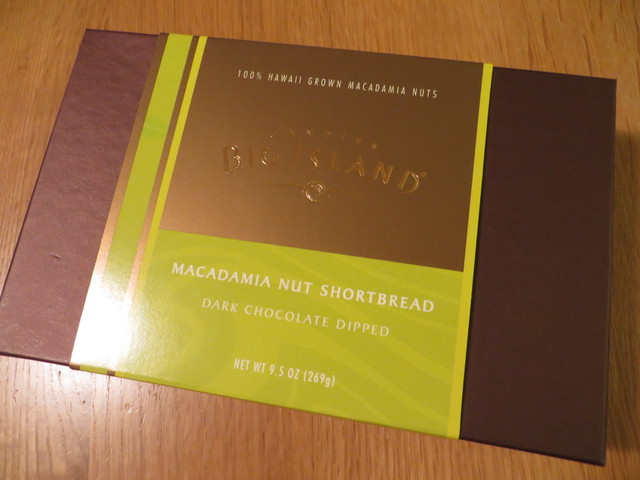 100% HAWAII GROWN MACADAMIA NUTS
BIG ISLAND
MACADAMIA NUT SHORTBREAD
DARK CHOCOLATE DIPPED
NET WT 9.5 OZ (269g)